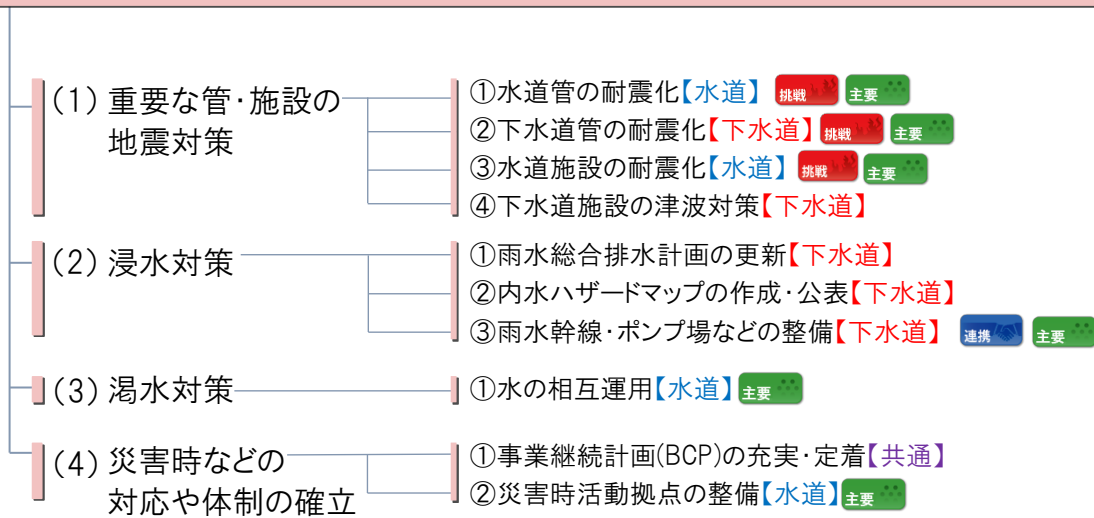 (1) 重要な管・施設の
地震対策
①水道管の耐震化【水道】 挑戦 主要
②下水道管の耐震化【下水道】 挑戦 主要
③水道施設の耐震化【水道】 挑戦 主要
④下水道施設の津波対策【下水道】
(2) 浸水対策
①雨水総合排水計画の更新【下水道】
②内水ハザードマップの作成・公表【下水道】
③雨水幹線・ポンプ場などの整備【下水道】 連携 主要
(3) 渇水対策
①水の相互運用【水道】 主要
(4) 災害時などの
対応や体制の確立
①事業継続計画(BCP)の充実・定着【共通】
②災害時活動拠点の整備【水道】 主要